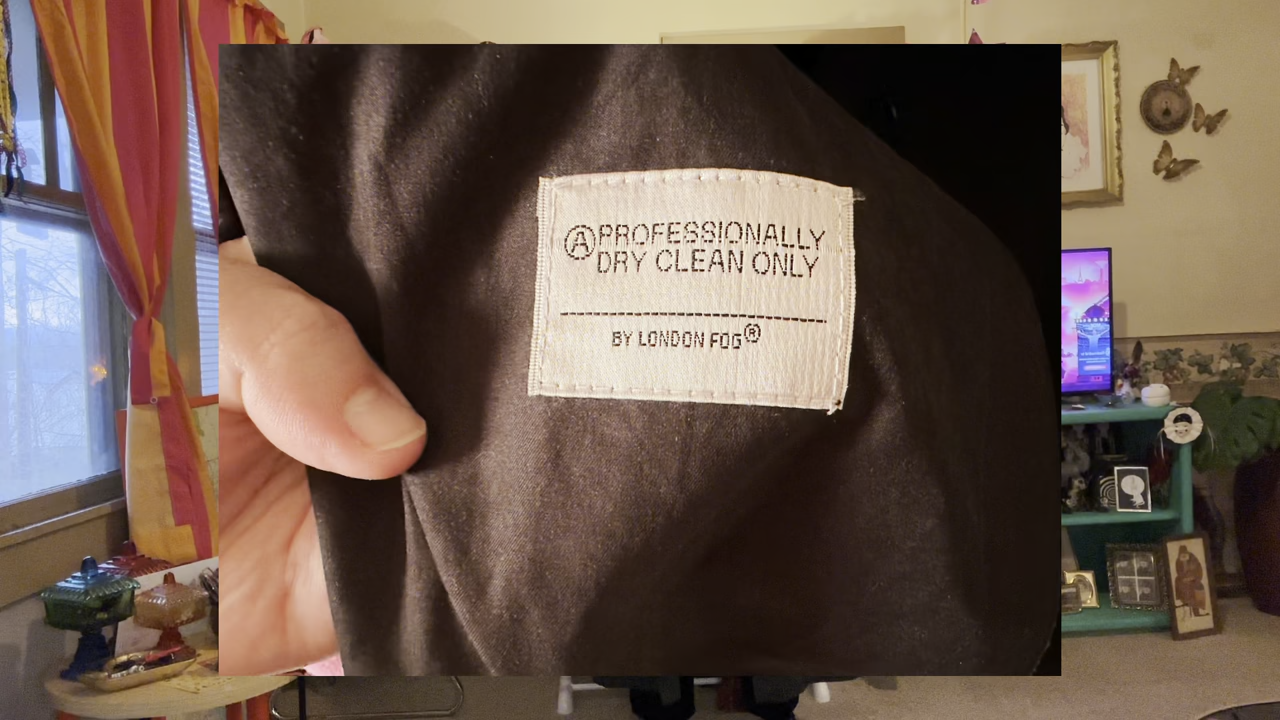 Ⓐ PROFESSIONALLY
DRY CLEAN ONLY
BY LONDON FOG®